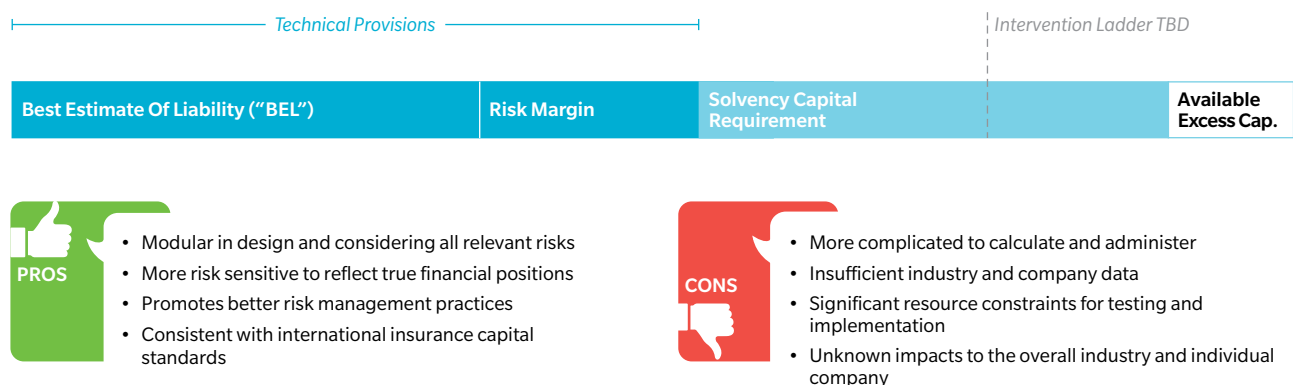 Technical Provisions
Intervention Ladder TBD
Best Estimate Of Liability (“BEL”)
Risk Margin
Solvency Capital
Requirement
Available
Excess Cap.
PROS
• Modular in design and considering all relevant risks
• More risk sensitive to reflect true financial positions
• Promotes better risk management practices
• Consistent with international insurance capital
standards
CONS
• More complicated to calculate and administer
• Insufficient industry and company data
• Significant resource constraints for testing and
implementation
• Unknown impacts to the overall industry and individual
company